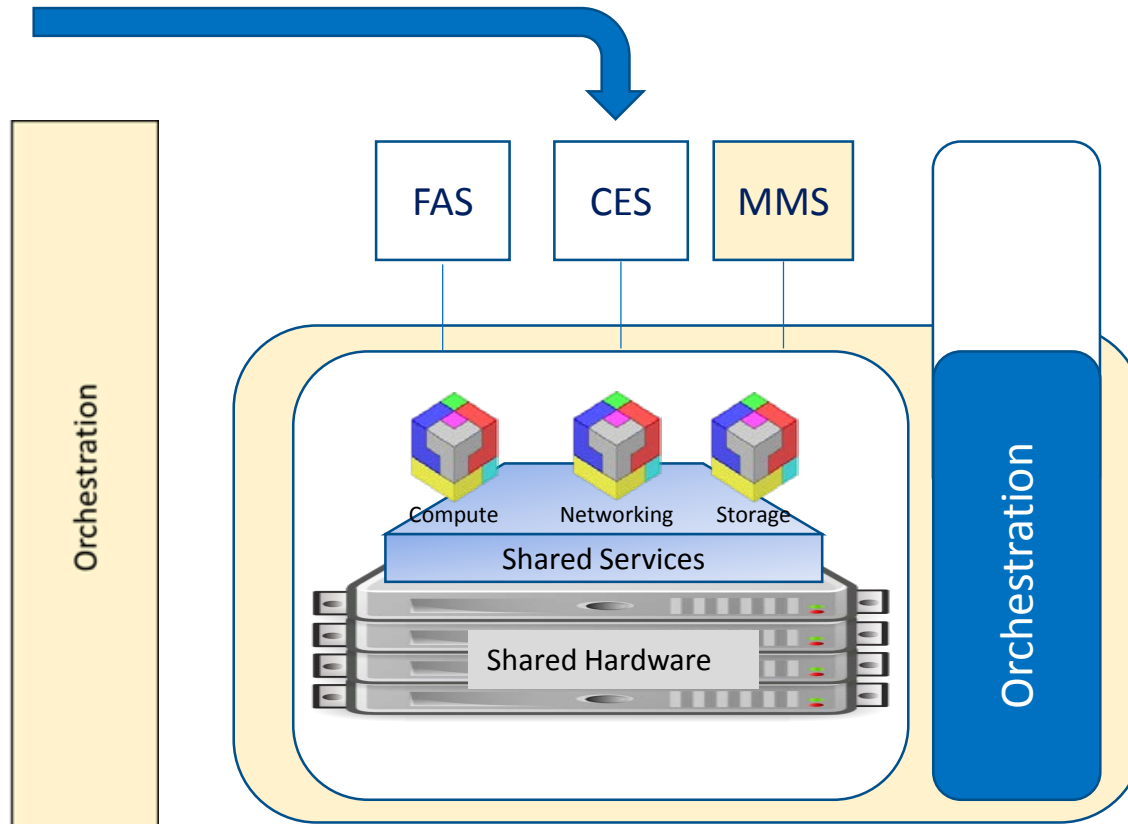 FAS
CES
MMS
Orchestration
Compute
Networking
Storage
Shared Services
Shared Hardware
Orchestration